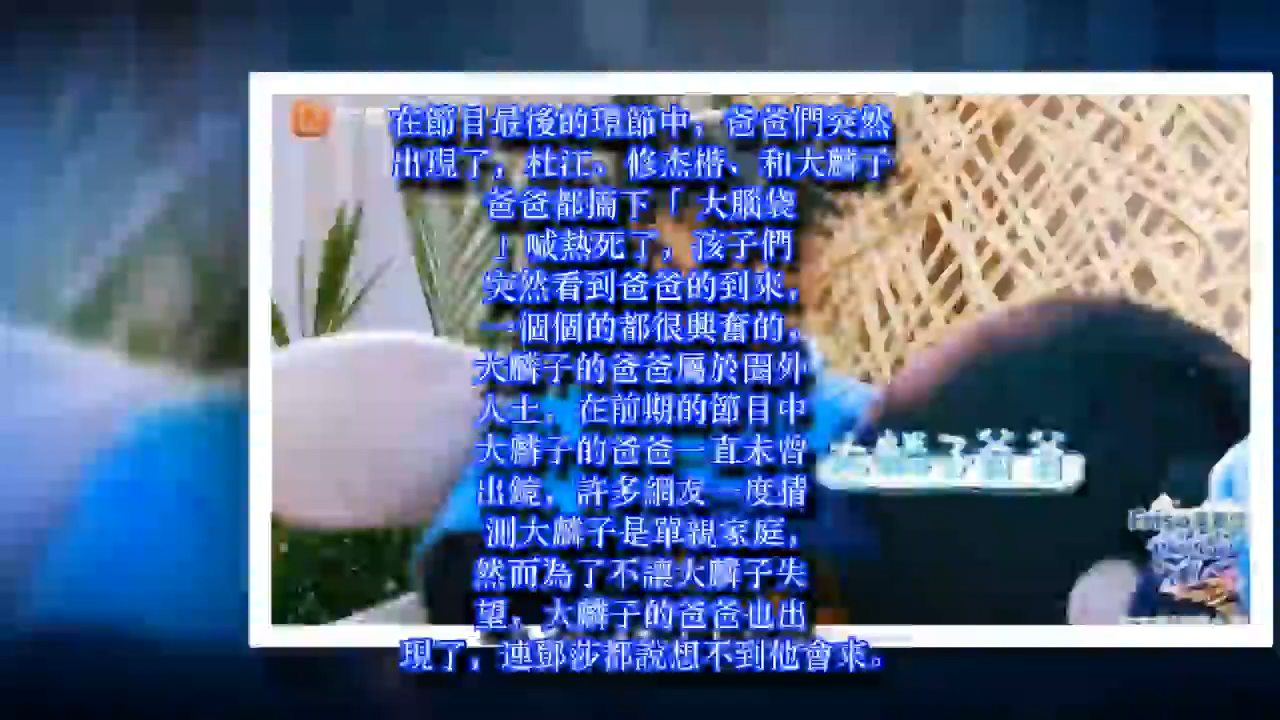 在節目最後的環節中，爸爸們突然
出現了，杜江、修杰楷、和大麟子
爸爸都摘下「 大腦袋
」喊熱死了，孩子們
突然看到爸爸的到來，
一個個的都很興奮的，
大麟子的爸爸屬於圈外
人士，在前期的節目中
大麟子的爸爸一直未曾
出鏡，許多網友一度猜
測大麟子是單親家庭，
然而為了不讓大麟子失
望，大麟子的爸爸也出
現了，連鄧莎都說想不到他會來。
大麟子爸爸